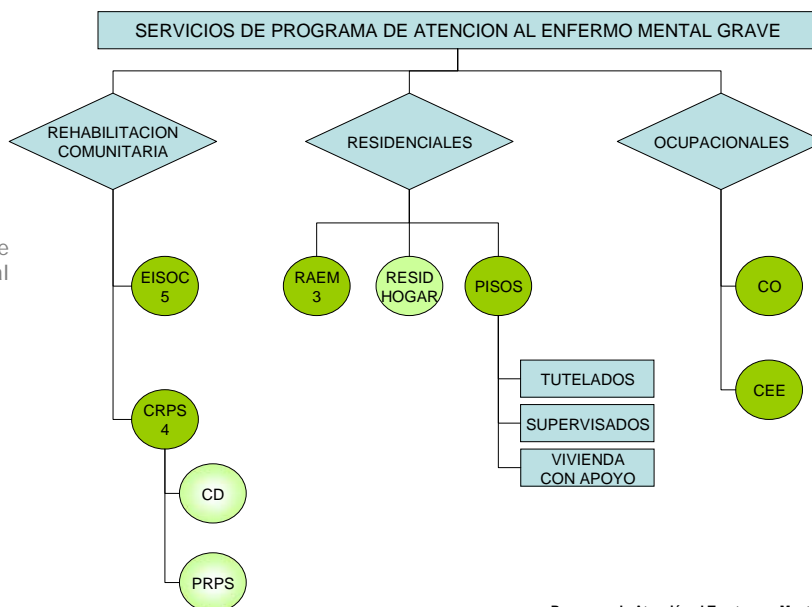 SERVICIOS DE PROGRAMA DE ATENCION AL ENFERMO MENTAL GRAVE
REHABILITACION
COMUNITARIA
RESIDENCIALES
OCUPACIONALES
EISOC
5
RAEM
3
RESID
HOGAR
PISOS
CO
TUTELADOS
SUPERVISADOS
VIVIENDA
CON APOYO
CEE
CRPS
4
CD
PRPS